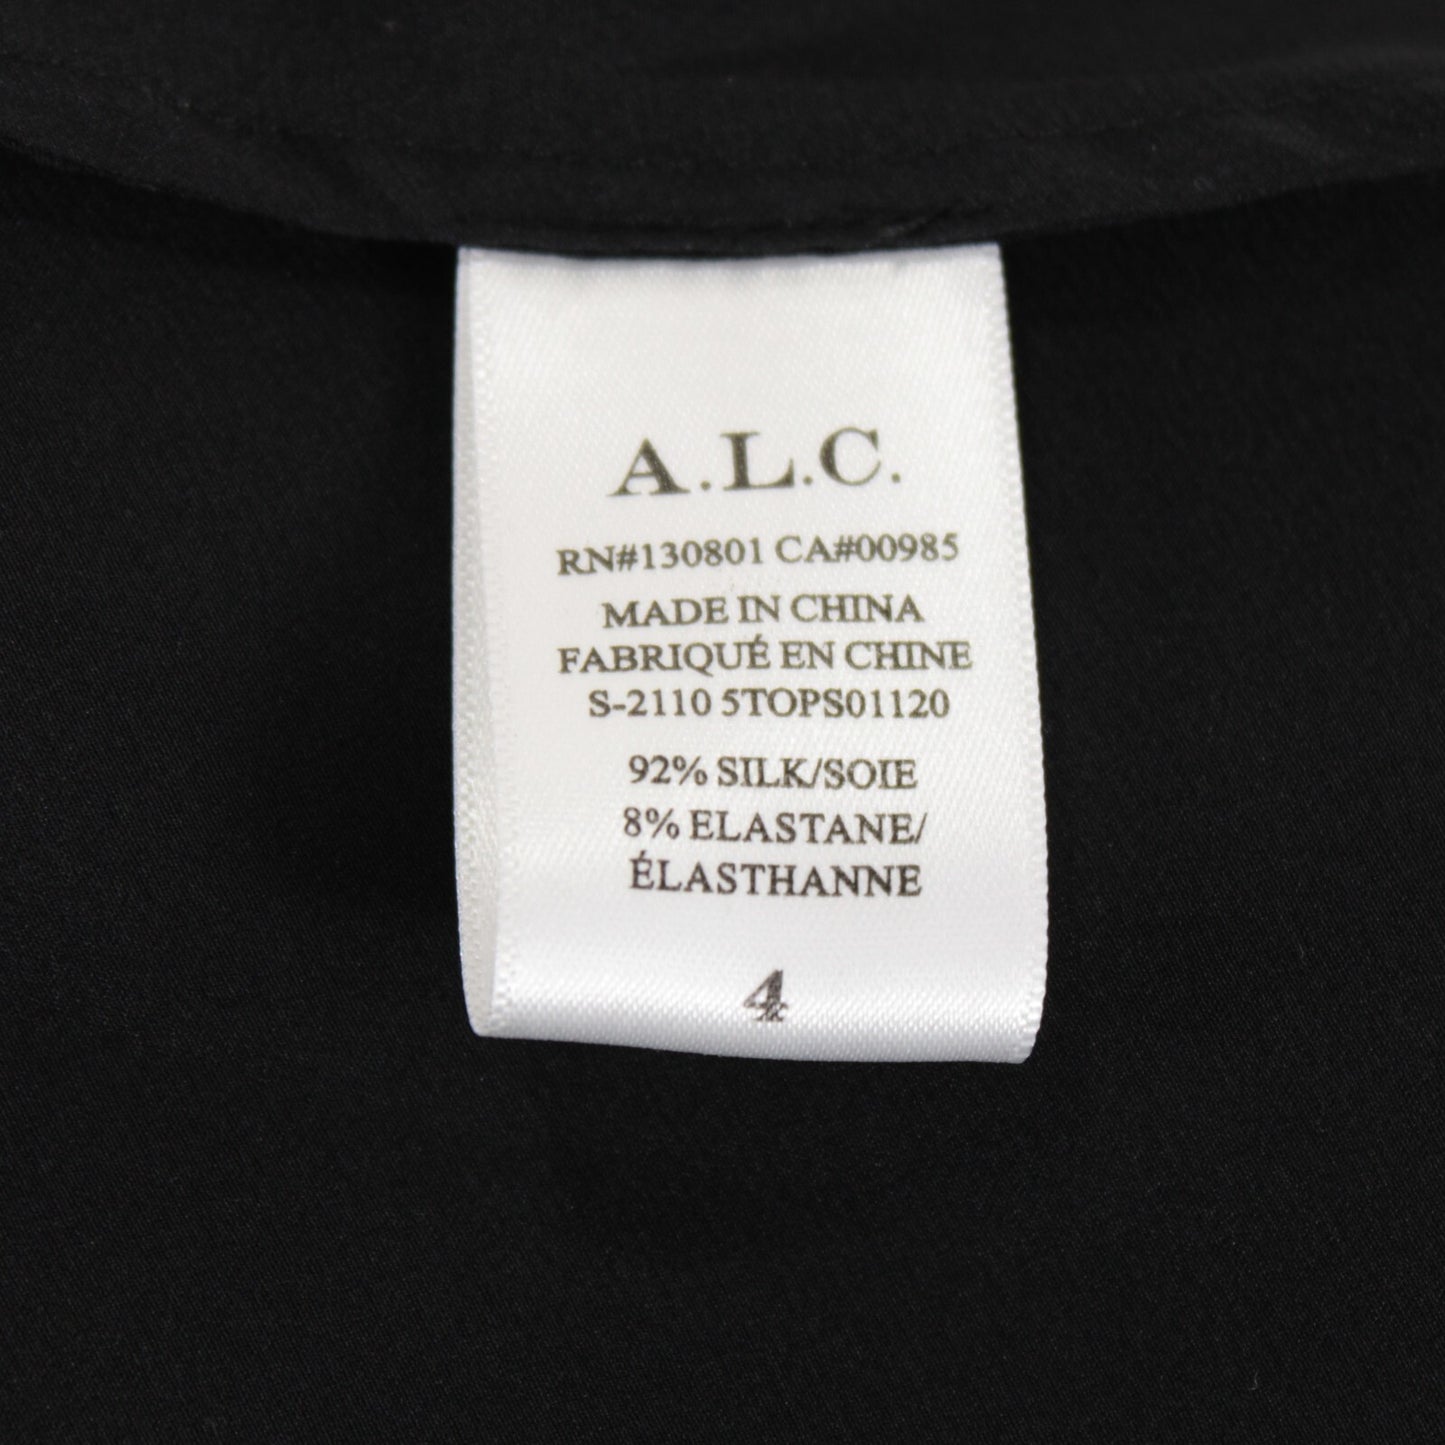 A.L.C.
RN#130801 CA#00985
MADE IN CHINA
FABRIQUÉ EN CHINE
S-2110 5TOPS01120
92% SILK/SOIE
8% ELASTANE/
ÉLASTHANNE
4